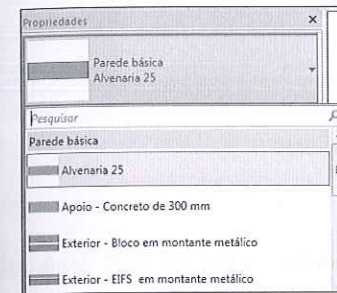 Propriedades
Parede básica
Alvenaria 25
Pesquisar
Parede básica
Alvenaria 25
Apoio - Concreto de 300 mm
Exterior - Bloco em montante metálico
Exterior - EIFS em montante metálico